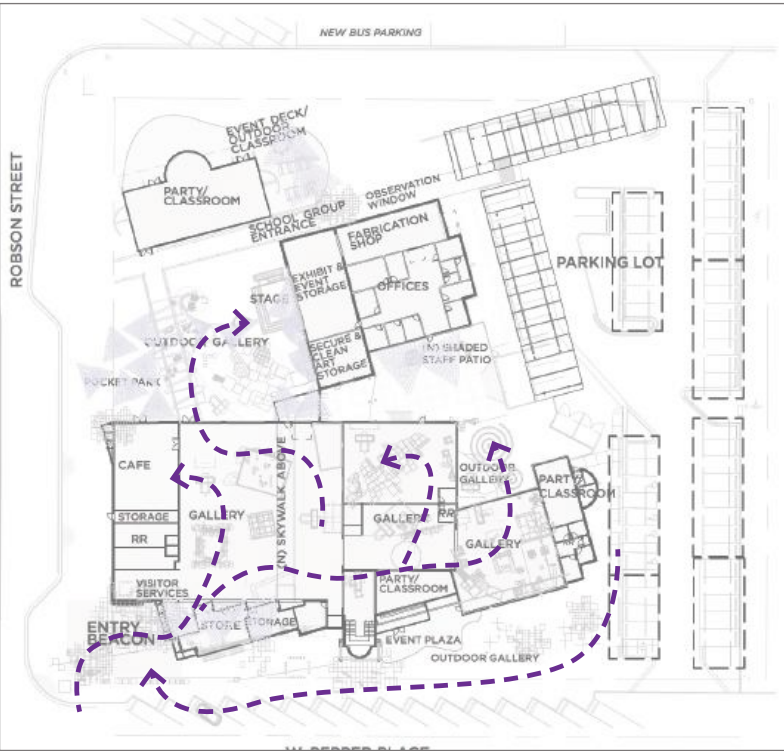 NEW BUS PARKING
EVENT DECK/
OUTDOOR
CLASSROOM
ROBSON STREET
PARTY/
CLASSROOM
OBSERVATION
WINDOW
SCHOOL GROUP
ENTRANCE
FABRICATION
SHOP
PARKING LOT
EXHIBIT &
EVENT
STORAGE
OFFICES
STAGE
OUTDOOR GALLERY
SECURE &
CLEAN
ART
STORAGE
(N) SHADED
STAFF PATIO
POCKET PARK
(N) SKYWALK ABOVE
CAFE
OUTDOOR
GALLERY
PARTY/
CLASSROOM
STORAGE
GALLERY
GALLERY
RR
RR
GALLERY
VISITOR
SERVICES
PARTY/
CLASSROOM
ENTRY
BEACON
STORE
STORAGE
EVENT PLAZA
OUTDOOR GALLERY
W. PEPPER PLACE